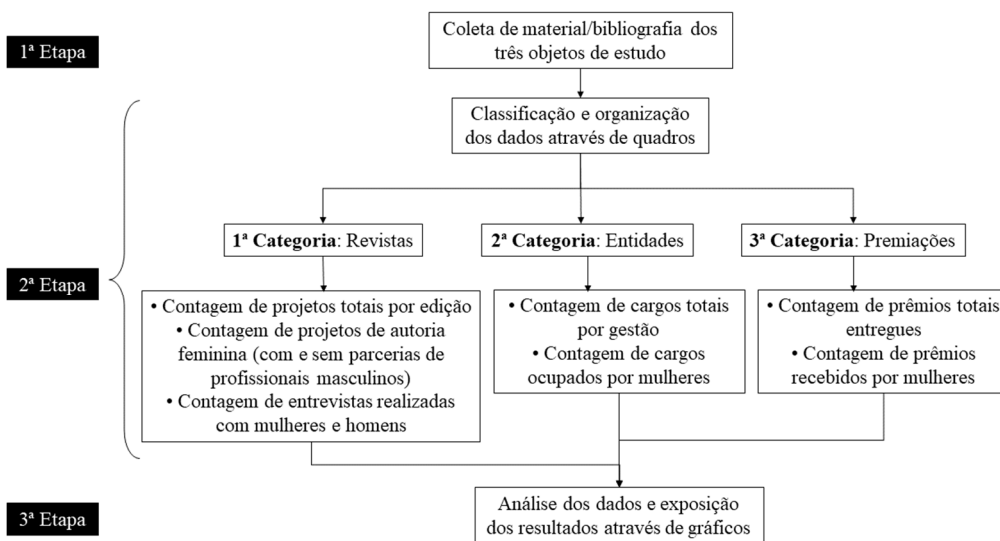 1ª Etapa
Coleta de material/bibliografia dos
três objetos de estudo
2ª Etapa
Classificação e organização
dos dados através de quadros
1ª Categoria: Revistas
2ª Categoria: Entidades
3ª Categoria: Premiações
• Contagem de projetos totais por edição
• Contagem de projetos de autoria
feminina (com e sem parcerias de
profissionais masculinos)
• Contagem de entrevistas realizadas
com mulheres e homens
• Contagem de cargos totais
por gestão
• Contagem de cargos
ocupados por mulheres
• Contagem de prêmios totais
entregues
• Contagem de prêmios
recebidos por mulheres
3ª Etapa
Análise dos dados e exposição
dos resultados através de gráficos